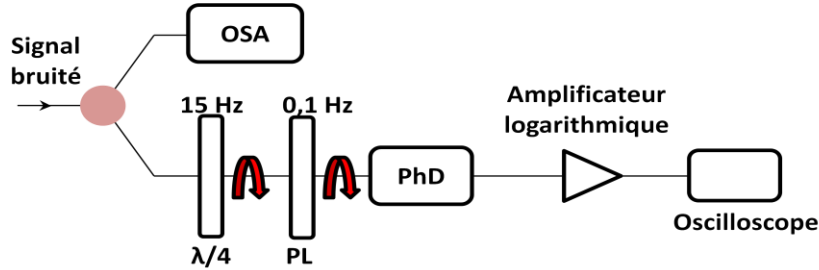 OSA
Signal
bruité
15 Hz
0,1 Hz
Amplificateur
logarithmique
PhD
Oscilloscope
λ/4
PL